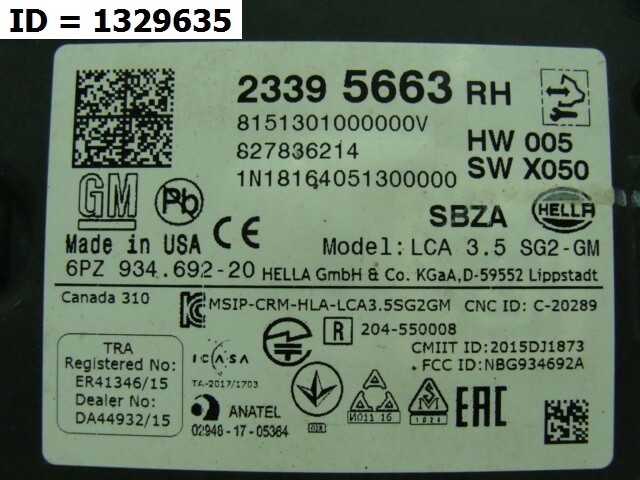 ID = 1329635
2339 5663 RH
8151301000000V
827836214
1N18164051300000
HW 005
SW X050
GM
Pb
SBZA
HELLA
Made in USA CE
Model: LCA 3.5 SG2-GM
6PZ 934.692-20 HELLA GmbH & Co. KGaA,D-59552 Lippstadt
Canada 310
MSIP-CRM-HLA-LCA3.5SG2GM CNC ID: C-20289
R 204-550008
CMIIT ID:2015DJ1873
FCC ID:NBG934692A
TRA
Registered No:
ER41346/15
Dealer No:
DA44932/15
ICASA
TA-2017/1703
ANATEL
02948-17-05364
N011 16
1024
EAC